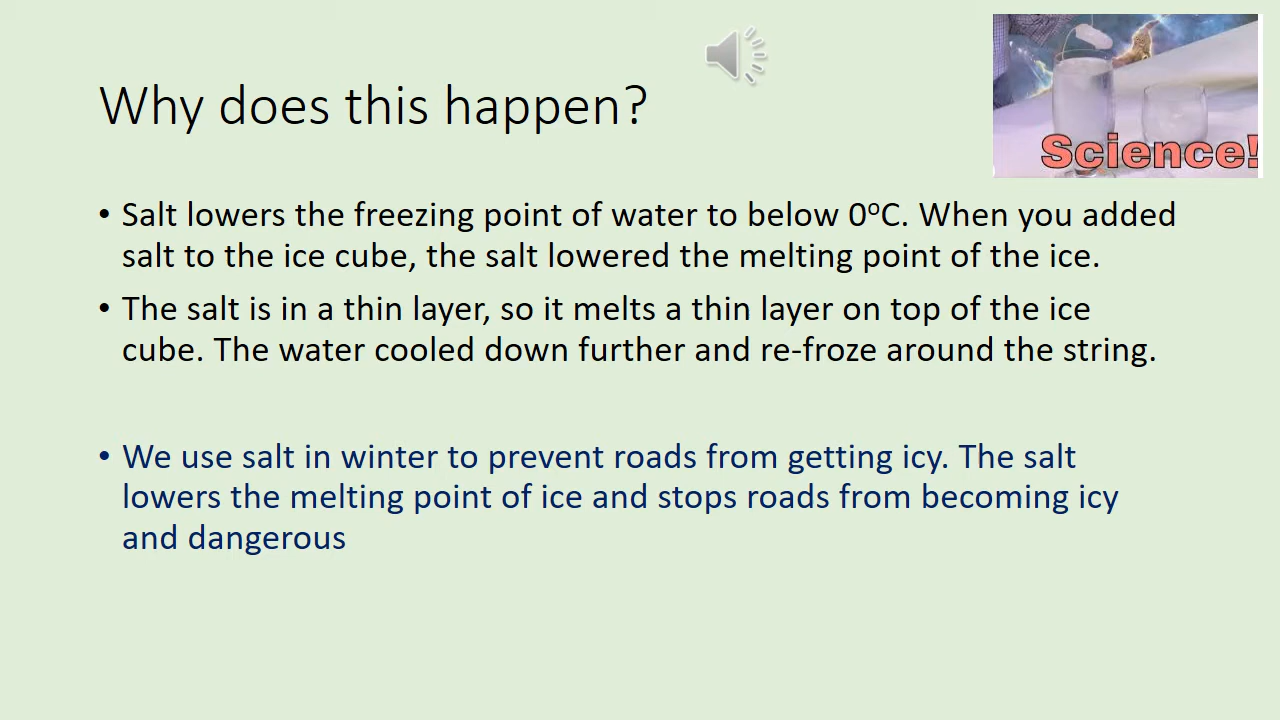 Why does this happen?
Science!
• Salt lowers the freezing point of water to below 0ºC. When you added
salt to the ice cube, the salt lowered the melting point of the ice.
• The salt is in a thin layer, so it melts a thin layer on top of the ice
cube. The water cooled down further and re-froze around the string.
• We use salt in winter to prevent roads from getting icy. The salt
lowers the melting point of ice and stops roads from becoming icy
and dangerous